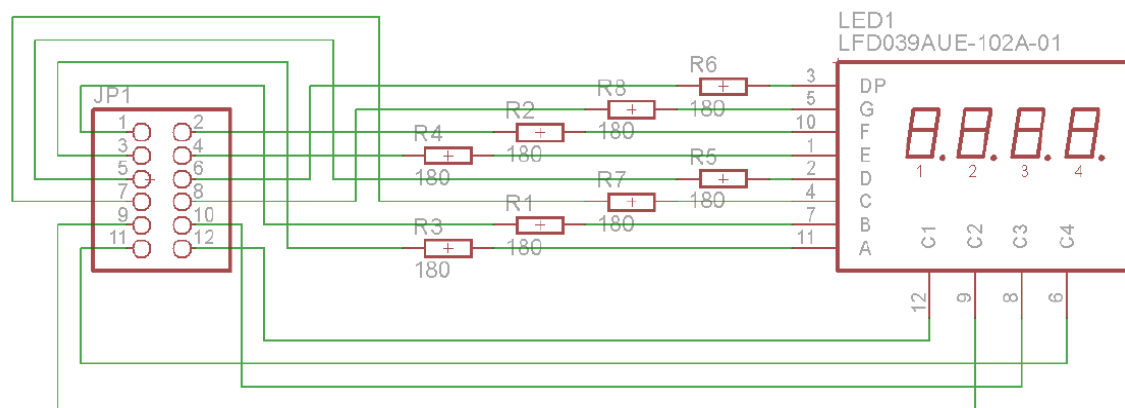 LED1
LFD039AUE-102A-01
R6
3 DP
180
R8
5 G
JP1
180
R2
10 F
1 2
180
R4
1 E
3 4
180
R5
2 D
5 6
180
R7
4 C
7 8
180
R1
7 B
9 10
180
R3
11 A
11 12
180
1 2 3 4
C1 C2 C3 C4
12 9 8 6